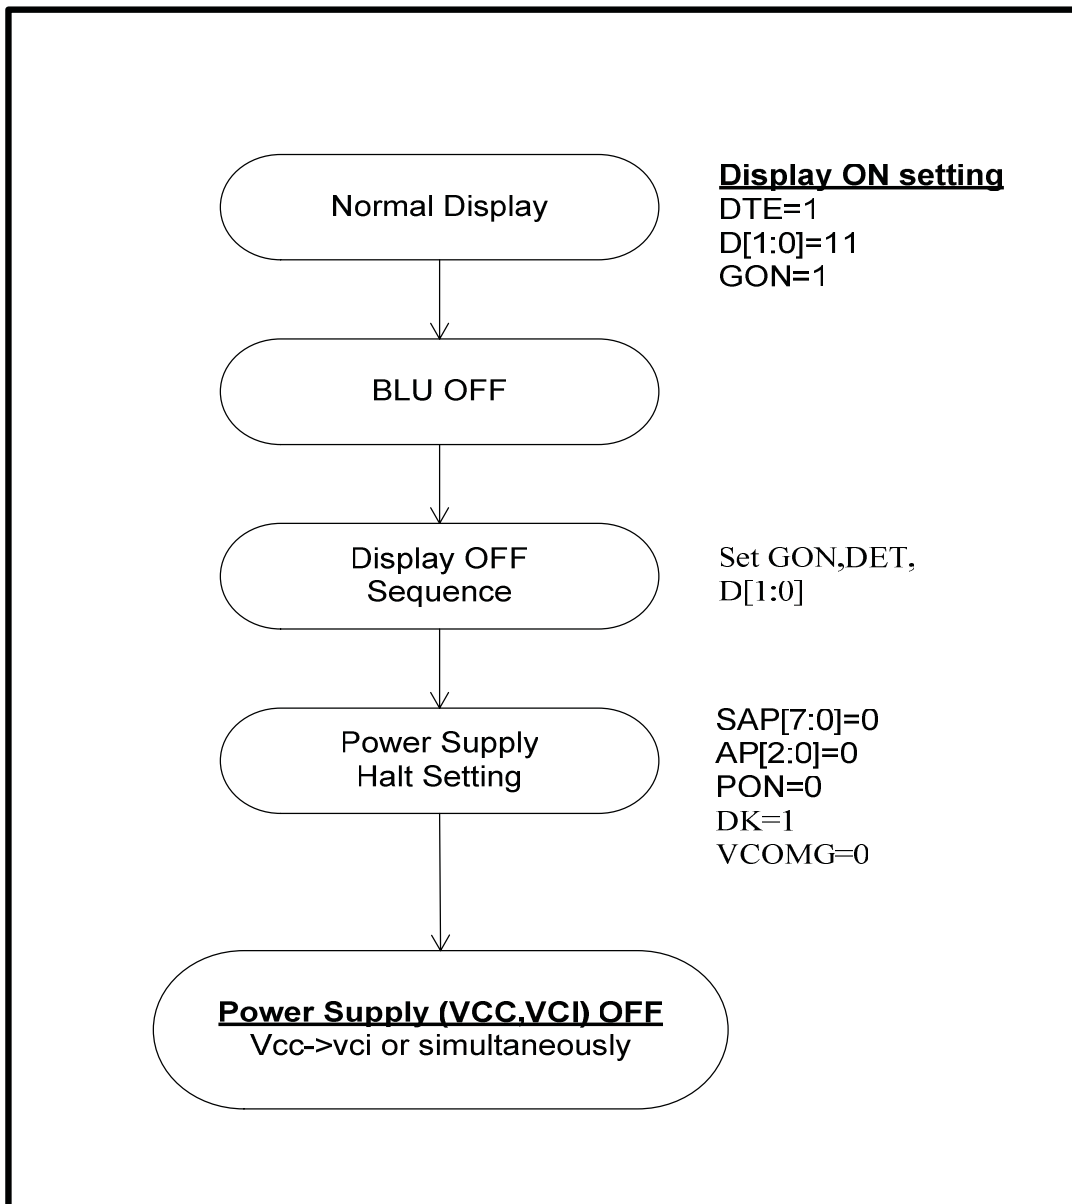 Normal Display
Display ON setting
DTE=1
D[1:0]=11
GON=1
BLU OFF
Display OFF
Sequence
Set GON,DET,
D[1:0]
Power Supply
Halt Setting
SAP[7:0]=0
AP[2:0]=0
PON=0
DK=1
VCOMG=0
Power Supply (VCC,VCI) OFF
Vcc->vci or simultaneously